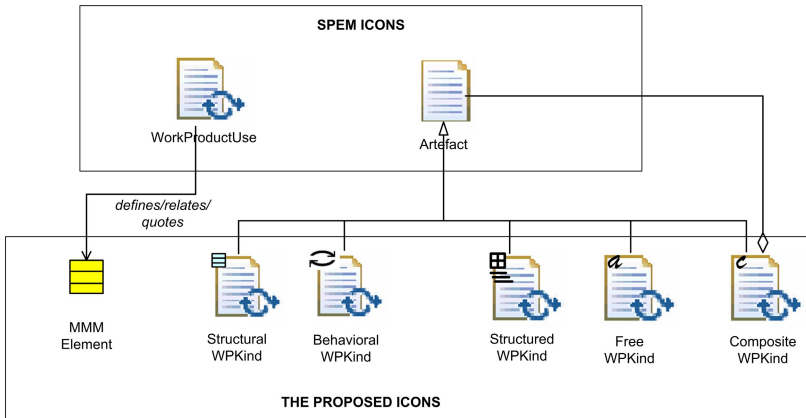 SPEM ICONS
WorkProductUse
Artefact
defines/relates/
quotes
MMM
Element
Structural
WPKind
Behavioral
WPKind
Structured
WPKind
a
Free
WPKind
c
Composite
WPKind
THE PROPOSED ICONS